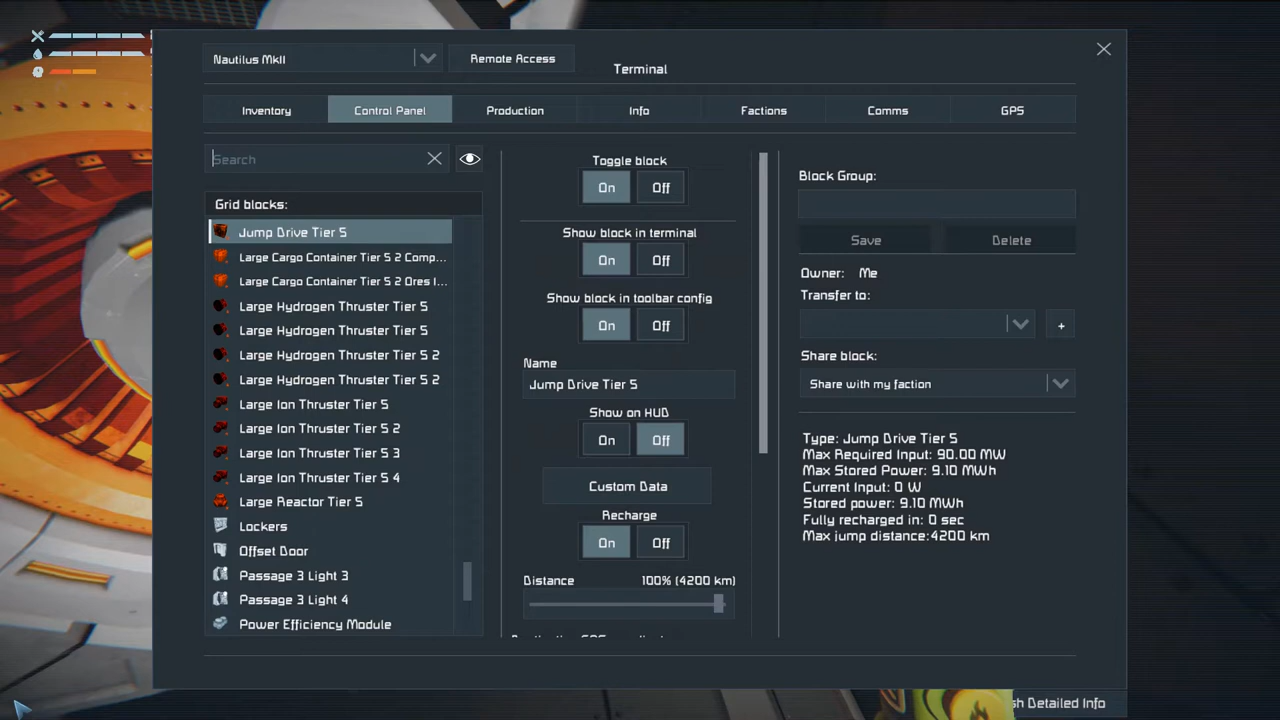 Nautilus MkII
Remote Access
Terminal
Inventory
Control Panel
Production
Info
Factions
Comms
GPS
Search
Grid blocks:
Jump Drive Tier 5
Large Cargo Container Tier 5 2 Comp...
Large Cargo Container Tier 5 2 Ores I...
Large Hydrogen Thruster Tier 5
Large Hydrogen Thruster Tier 5
Large Hydrogen Thruster Tier 5 2
Large Hydrogen Thruster Tier 5 2
Large Ion Thruster Tier 5
Large Ion Thruster Tier 5 2
Large Ion Thruster Tier 5 3
Large Ion Thruster Tier 5 4
Large Reactor Tier 5
Lockers
Offset Door
Passage 3 Light 3
Passage 3 Light 4
Power Efficiency Module
Toggle block
On Off
Show block in terminal
On Off
Show block in toolbar config
On Off
Name
Jump Drive Tier 5
Show on HUD
On Off
Custom Data
Recharge
On Off
Distance 100% (4200 km)
Block Group:
Save Delete
Owner: Me
Transfer to:
+
Share block:
Share with my faction
Type: Jump Drive Tier 5
Max Required Input: 90.00 MW
Max Stored Power: 9.10 MWh
Current Input: 0 W
Stored power: 9.10 MWh
Fully recharged in: 0 sec
Max jump distance:4200 km
sh Detailed Info